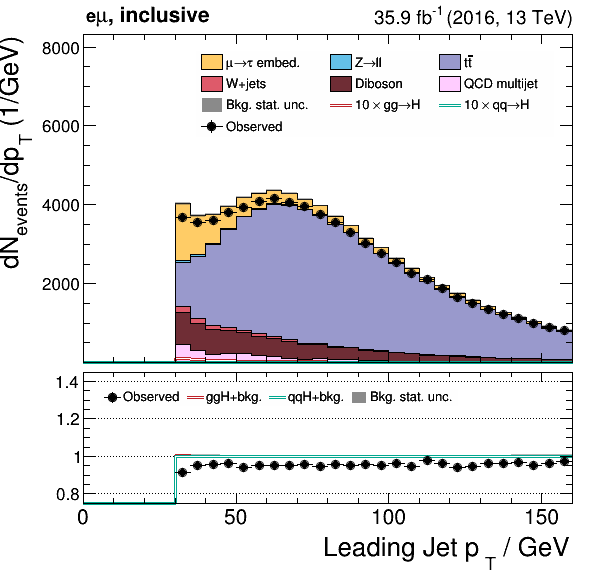 eμ, inclusive 35.9 fb⁻¹ (2016, 13 TeV)
dN_events/dp_T (1/GeV)
8000
6000
4000
2000
μ→τ embed. Z→ll tt̄
W+jets Diboson QCD multijet
Bkg. stat. unc. 10 × gg→H 10 × qq→H
Observed
1.4
1.2
1
0.8
Observed ggH+bkg. qqH+bkg. Bkg. stat. unc.
0 50 100 150
Leading Jet p_T / GeV